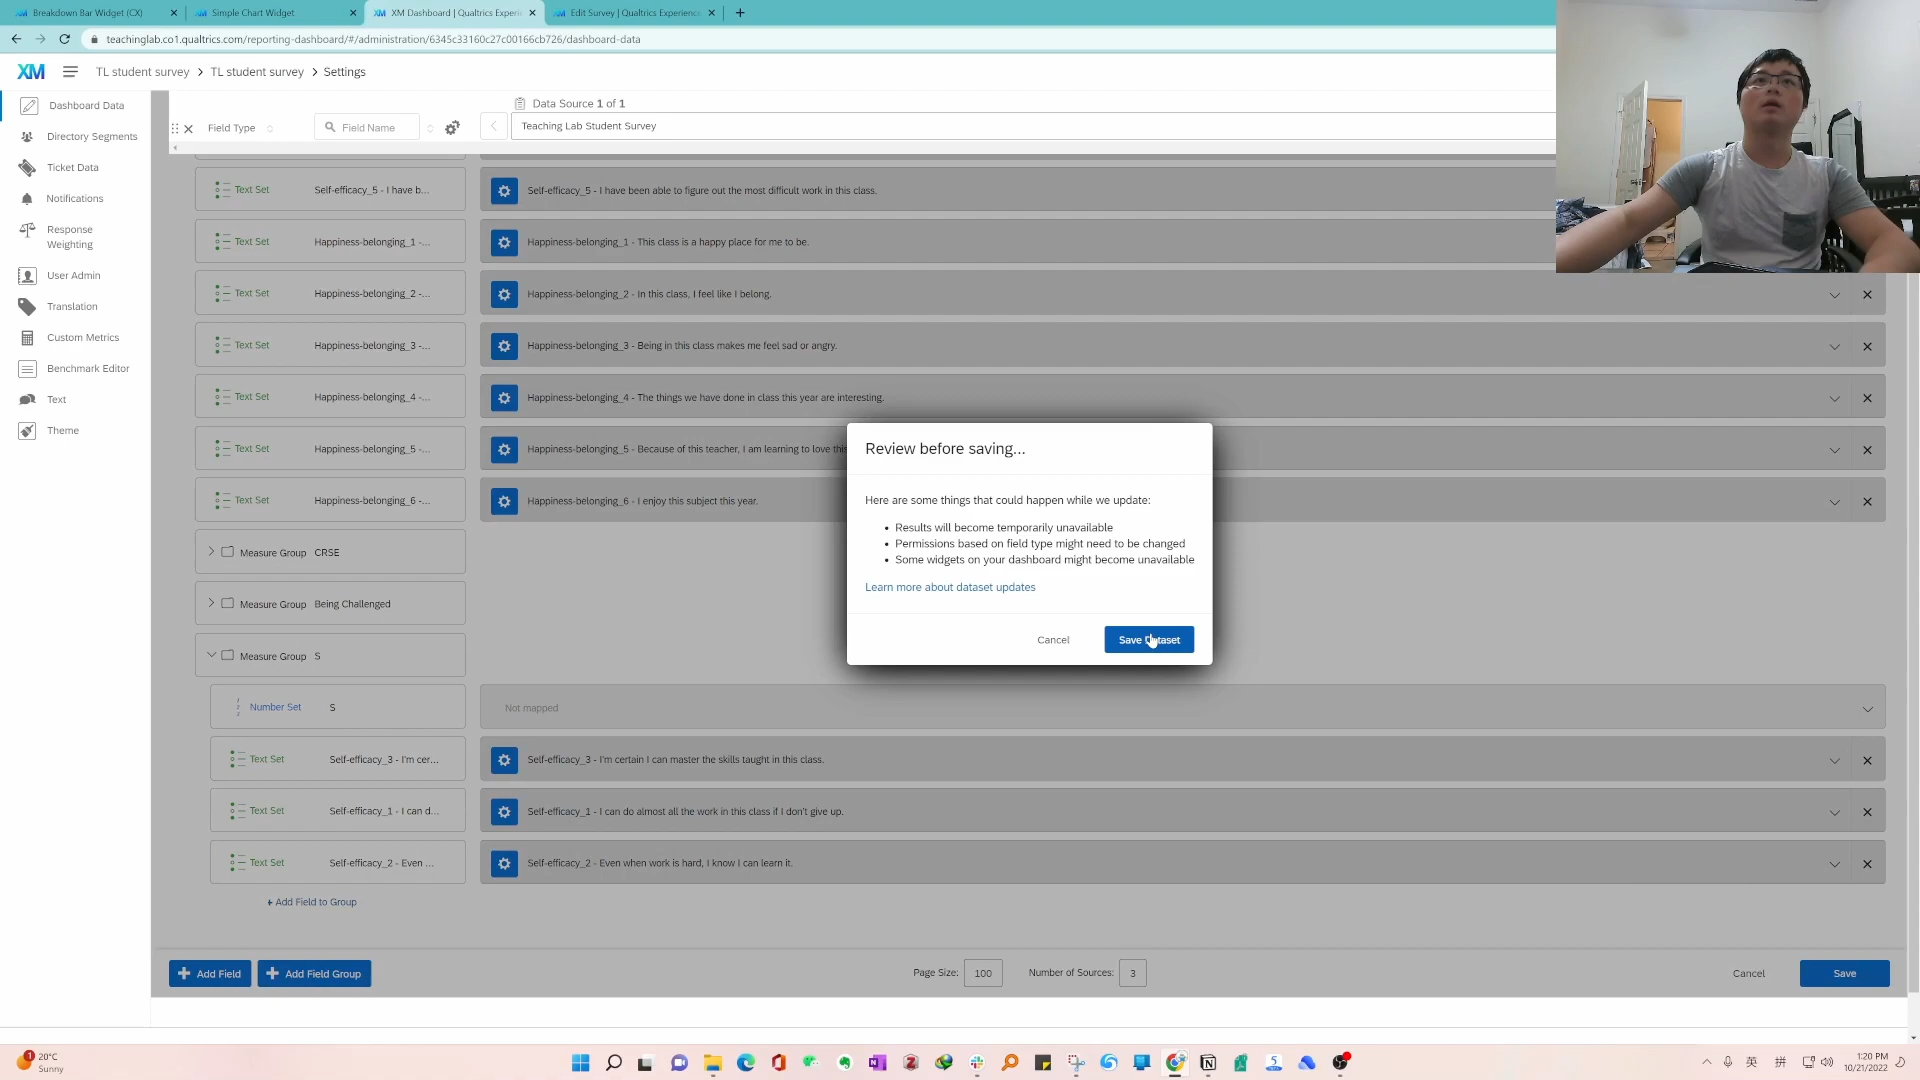 Breakdown Bar Widget (CX)
Simple Chart Widget
XM Dashboard | Qualtrics Experie
Edit Survey | Qualtrics Experience
teachinglab.co1.qualtrics.com/reporting-dashboard/#/administration/6345c33160c27c00166cb726/dashboard-data
XM
TL student survey > TL student survey > Settings
Dashboard Data
Directory Segments
Ticket Data
Notifications
Response
Weighting
User Admin
Translation
Custom Metrics
Benchmark Editor
Text
Theme
Data Source 1 of 1
Field Type
Field Name
Teaching Lab Student Survey
Text Set Self-efficacy_5 - I have b...
Self-efficacy_5 - I have been able to figure out the most difficult work in this class.
Text Set Happiness-belonging_1 -...
Happiness-belonging_1 - This class is a happy place for me to be.
Text Set Happiness-belonging_2 -...
Happiness-belonging_2 - In this class, I feel like I belong.
Text Set Happiness-belonging_3 -...
Happiness-belonging_3 - Being in this class makes me feel sad or angry.
Text Set Happiness-belonging_4 -...
Happiness-belonging_4 - The things we have done in class this year are interesting.
Text Set Happiness-belonging_5 -...
Happiness-belonging_5 - Because of this teacher, I am learning to love thi
Text Set Happiness-belonging_6 -...
Happiness-belonging_6 - I enjoy this subject this year.
Measure Group CRSE
Measure Group Being Challenged
Measure Group S
Number Set S
Not mapped
Text Set Self-efficacy_3 - I'm cer...
Self-efficacy_3 - I'm certain I can master the skills taught in this class.
Text Set Self-efficacy_1 - I can d...
Self-efficacy_1 - I can do almost all the work in this class if I don't give up.
Text Set Self-efficacy_2 - Even ...
Self-efficacy_2 - Even when work is hard, I know I can learn it.
+ Add Field to Group
Review before saving...
Here are some things that could happen while we update:
• Results will become temporarily unavailable
• Permissions based on field type might need to be changed
• Some widgets on your dashboard might become unavailable
Learn more about dataset updates
Cancel
Save Dataset
Add Field
Add Field Group
Page Size: 100
Number of Sources: 3
Cancel
Save
1
20°C
Sunny
英
拼
1:20 PM
10/21/2022